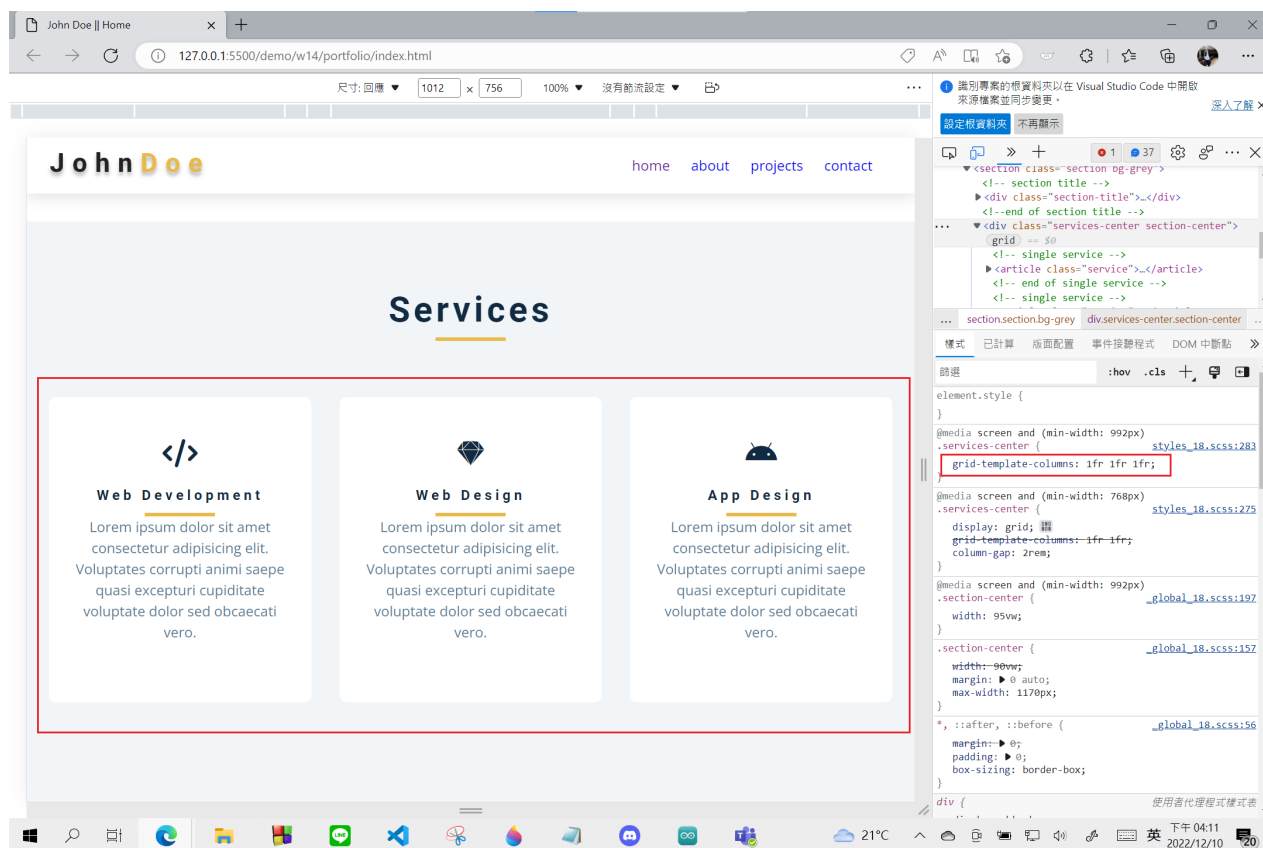 John Doe || Home
127.0.0.1:5500/demo/w14/portfolio/index.html
尺寸: 回應 ▼ 1012 × 756 100% ▼ 沒有節流設定 ▼
JohnDoe
home about projects contact
Services
Web Development
Lorem ipsum dolor sit amet
consectetur adipisicing elit.
Voluptates corrupti animi saepe
quasi excepturi cupiditate
voluptate dolor sed obcaecati
vero.
Web Design
Lorem ipsum dolor sit amet
consectetur adipisicing elit.
Voluptates corrupti animi saepe
quasi excepturi cupiditate
voluptate dolor sed obcaecati
vero.
App Design
Lorem ipsum dolor sit amet
consectetur adipisicing elit.
Voluptates corrupti animi saepe
quasi excepturi cupiditate
voluptate dolor sed obcaecati
vero.
識別專案的根資料夾以在 Visual Studio Code 中開啟
來源檔案並同步變更。
深入了解
設定根資料夾 不再顯示
1 37
<section class="section bg-grey">
<!-- section title -->
<div class="section-title">…</div>
<!--end of section title -->
<div class="services-center section-center">
grid == $0
<!-- single service -->
<article class="service">…</article>
<!-- end of single service -->
<!-- single service -->
... section.section.bg-grey div.services-center.section-center
樣式 已計算 版面配置 事件接聽程式 DOM 中斷點
篩選 :hov .cls
element.style {
}
@media screen and (min-width: 992px)
.services-center { styles_18.scss:283
grid-template-columns: 1fr 1fr 1fr;
}
@media screen and (min-width: 768px)
.services-center { styles_18.scss:275
display: grid;
grid-template-columns: 1fr 1fr;
column-gap: 2rem;
}
@media screen and (min-width: 992px)
.section-center { _global_18.scss:197
width: 95vw;
}
.section-center { _global_18.scss:157
width: 90vw;
margin: ▶ 0 auto;
max-width: 1170px;
}
*, ::after, ::before { _global_18.scss:56
margin: ▶ 0;
padding: ▶ 0;
box-sizing: border-box;
}
div { 使用者代理程式樣式表
LINE
21°C
英
下午 04:11
2022/12/10
20